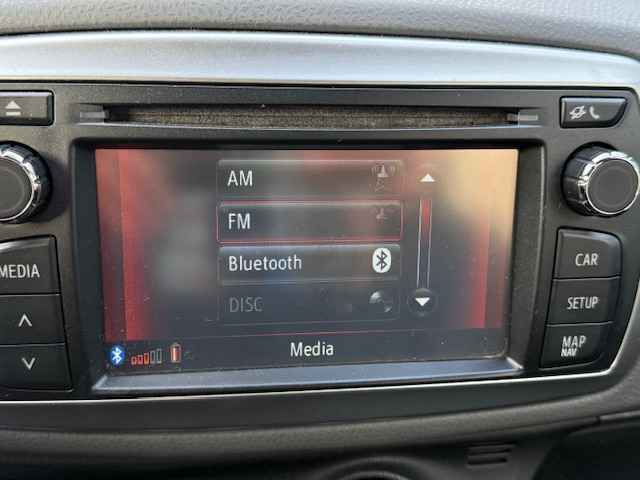 AM
FM
Bluetooth
DISC
Media
MEDIA
CAR
SETUP
MAP
NAV